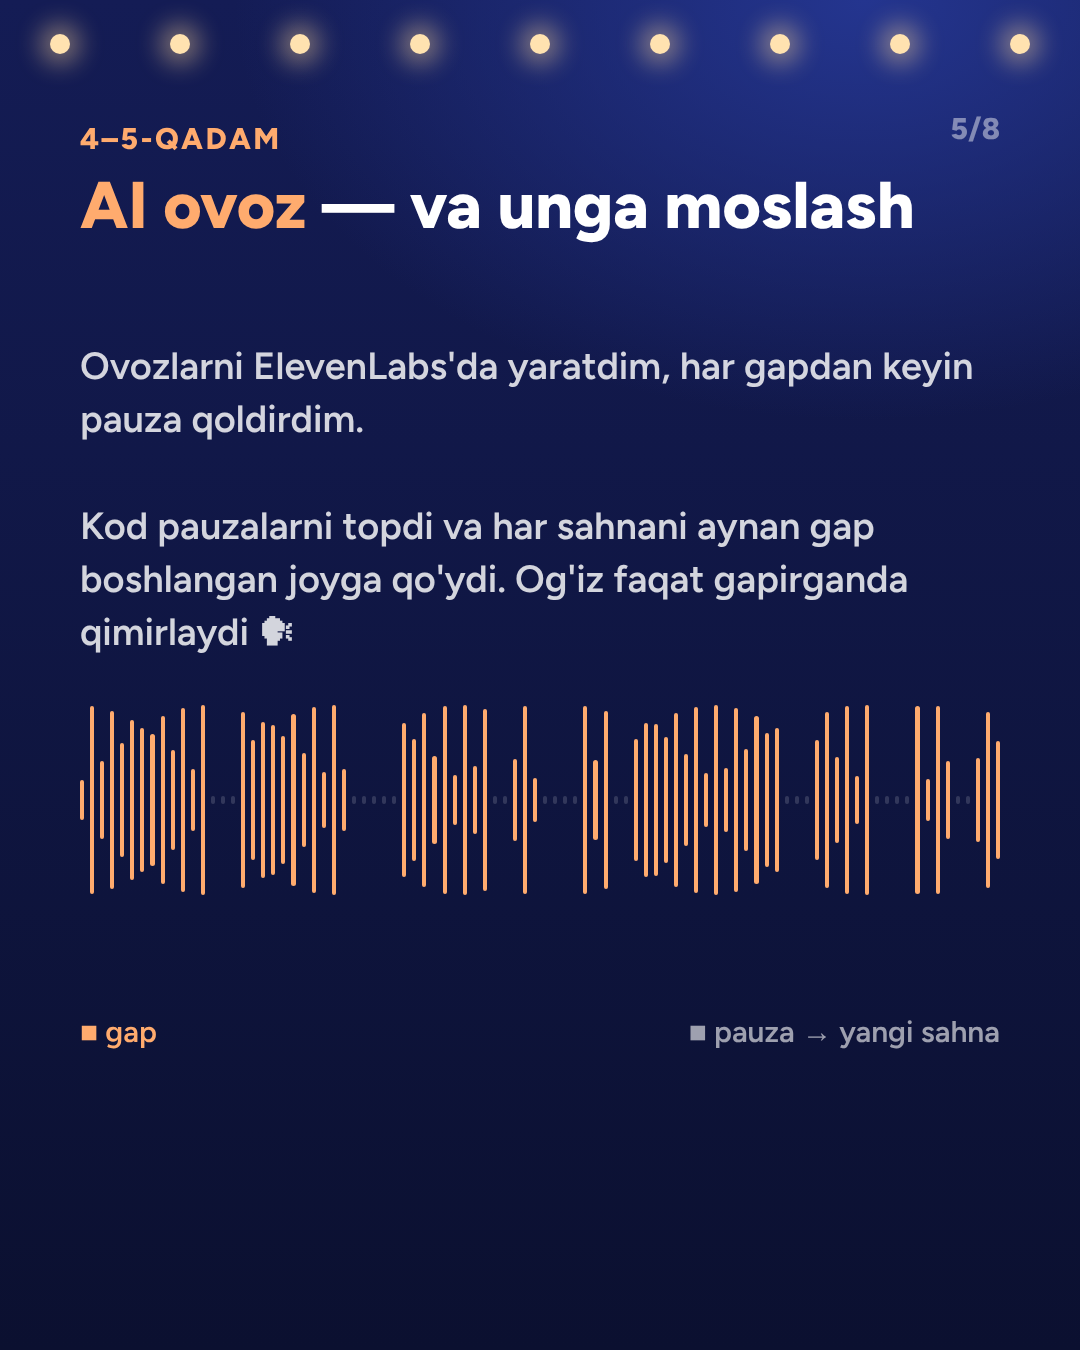 4–5-QADAM
5/8
AI ovoz — va unga moslash
Ovozlarni ElevenLabs'da yaratdim, har gapdan keyin
pauza qoldirdim.
Kod pauzalarni topdi va har sahnani aynan gap
boshlangan joyga qo'ydi. Og'iz faqat gapirganda
qimirlaydi 🗣
■ gap
■ pauza → yangi sahna